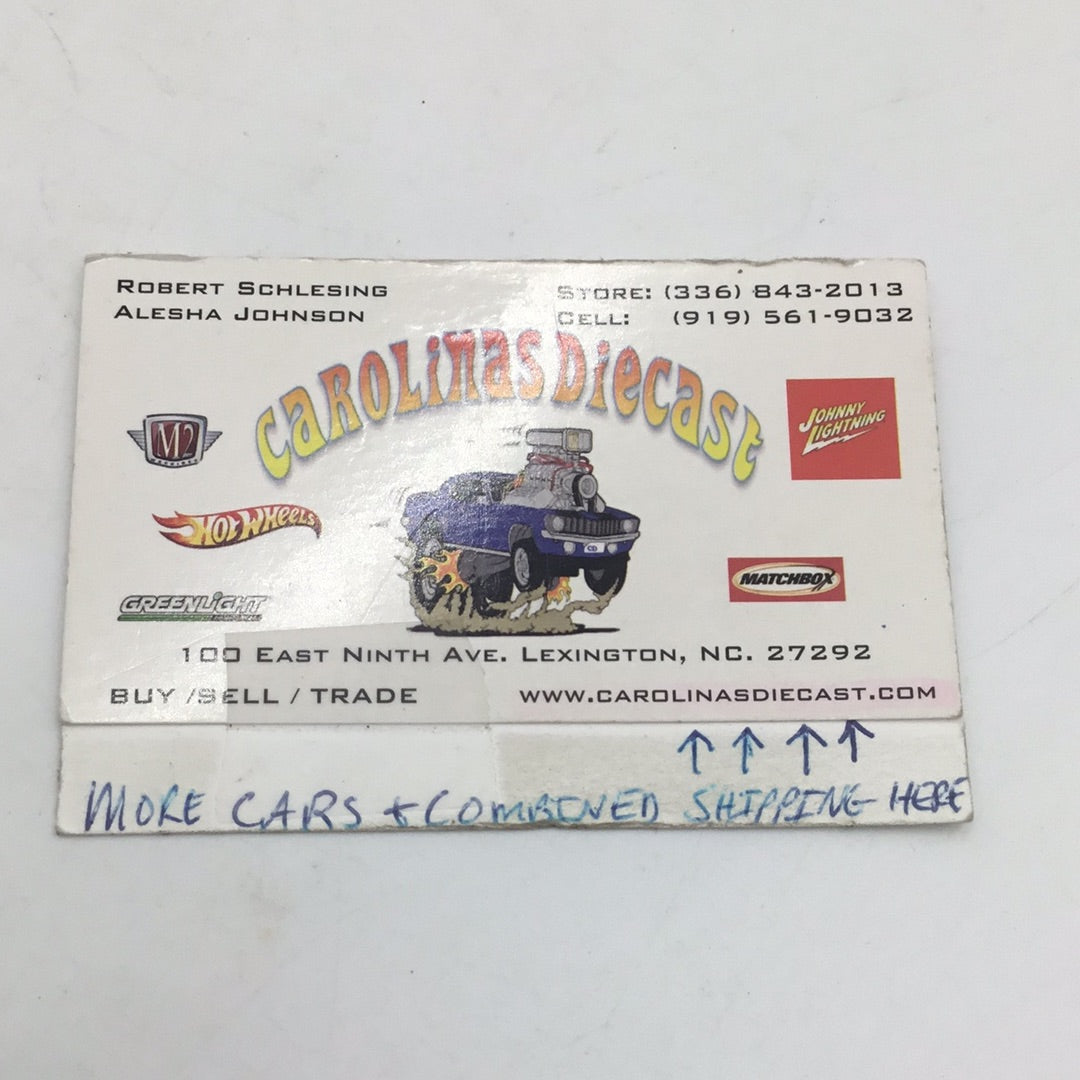 ROBERT SCHLESING
ALESHA JOHNSON
STORE: (336) 843-2013
CELL: (919) 561-9032
CAROLINAS DIECAST
M2
HOT WHEELS
GREENLIGHT
JOHNNY
LIGHTNING
MATCHBOX
CD
100 EAST NINTH AVE. LEXINGTON, NC. 27292
BUY /SELL / TRADE
WWW.CAROLINASDIECAST.COM
↑ ↑ ↑ ↑
MORE CARS + COMBINED SHIPPING HERE